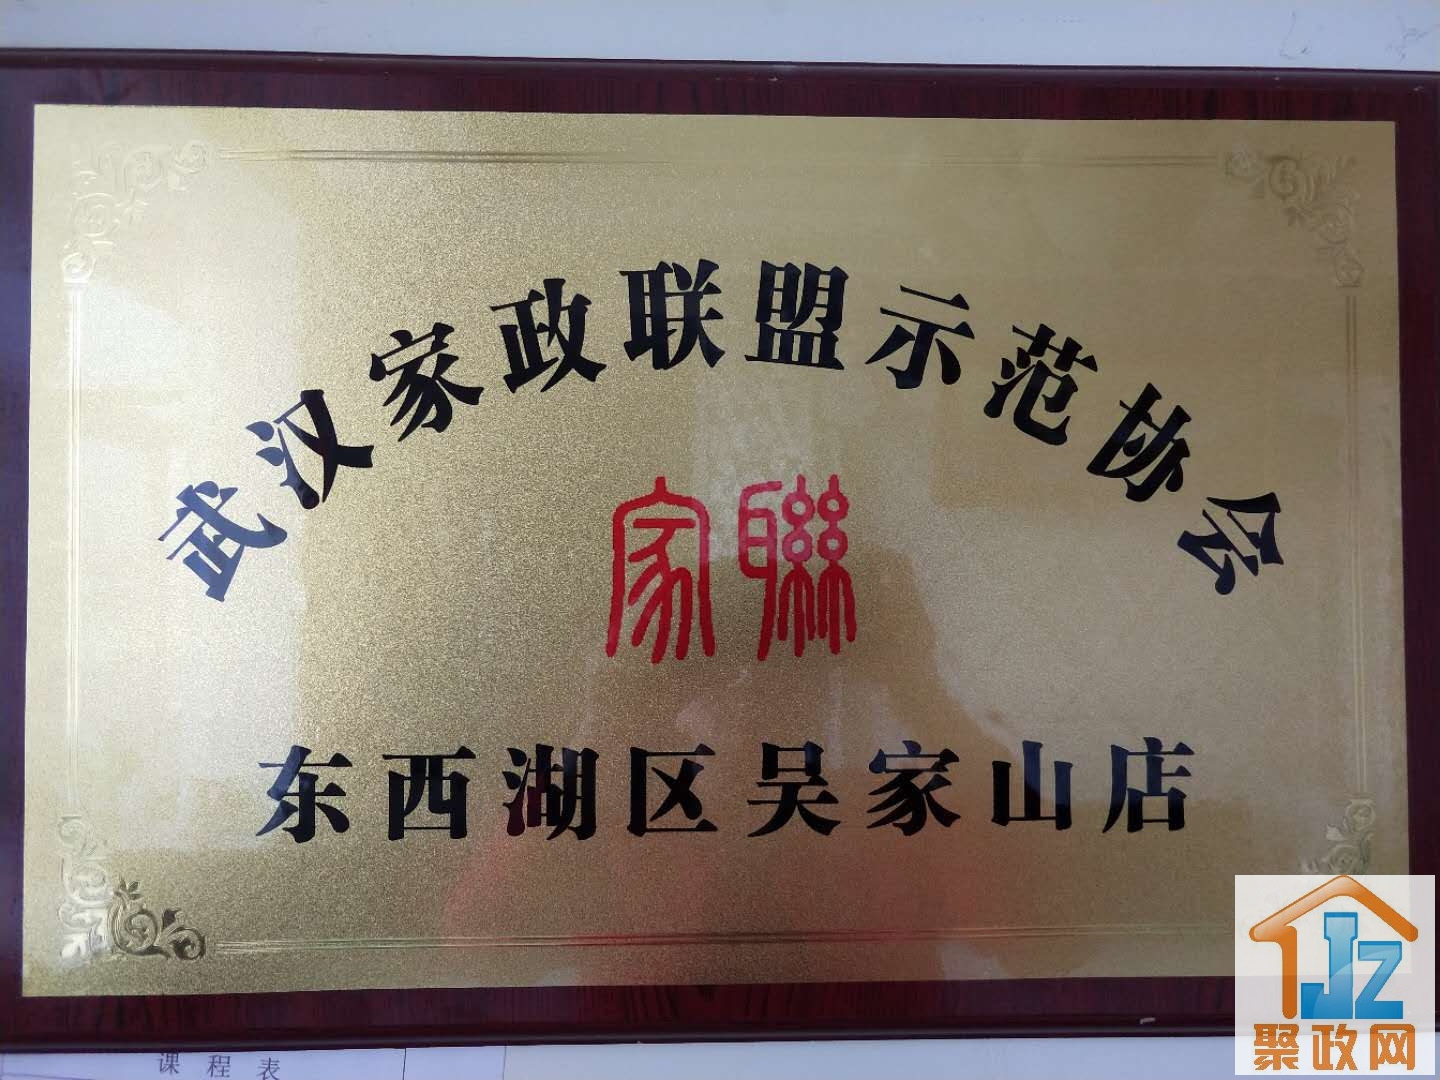 武汉家政联盟示范协会
家聯
东西湖区吴家山店
JZ
聚政网
课程表